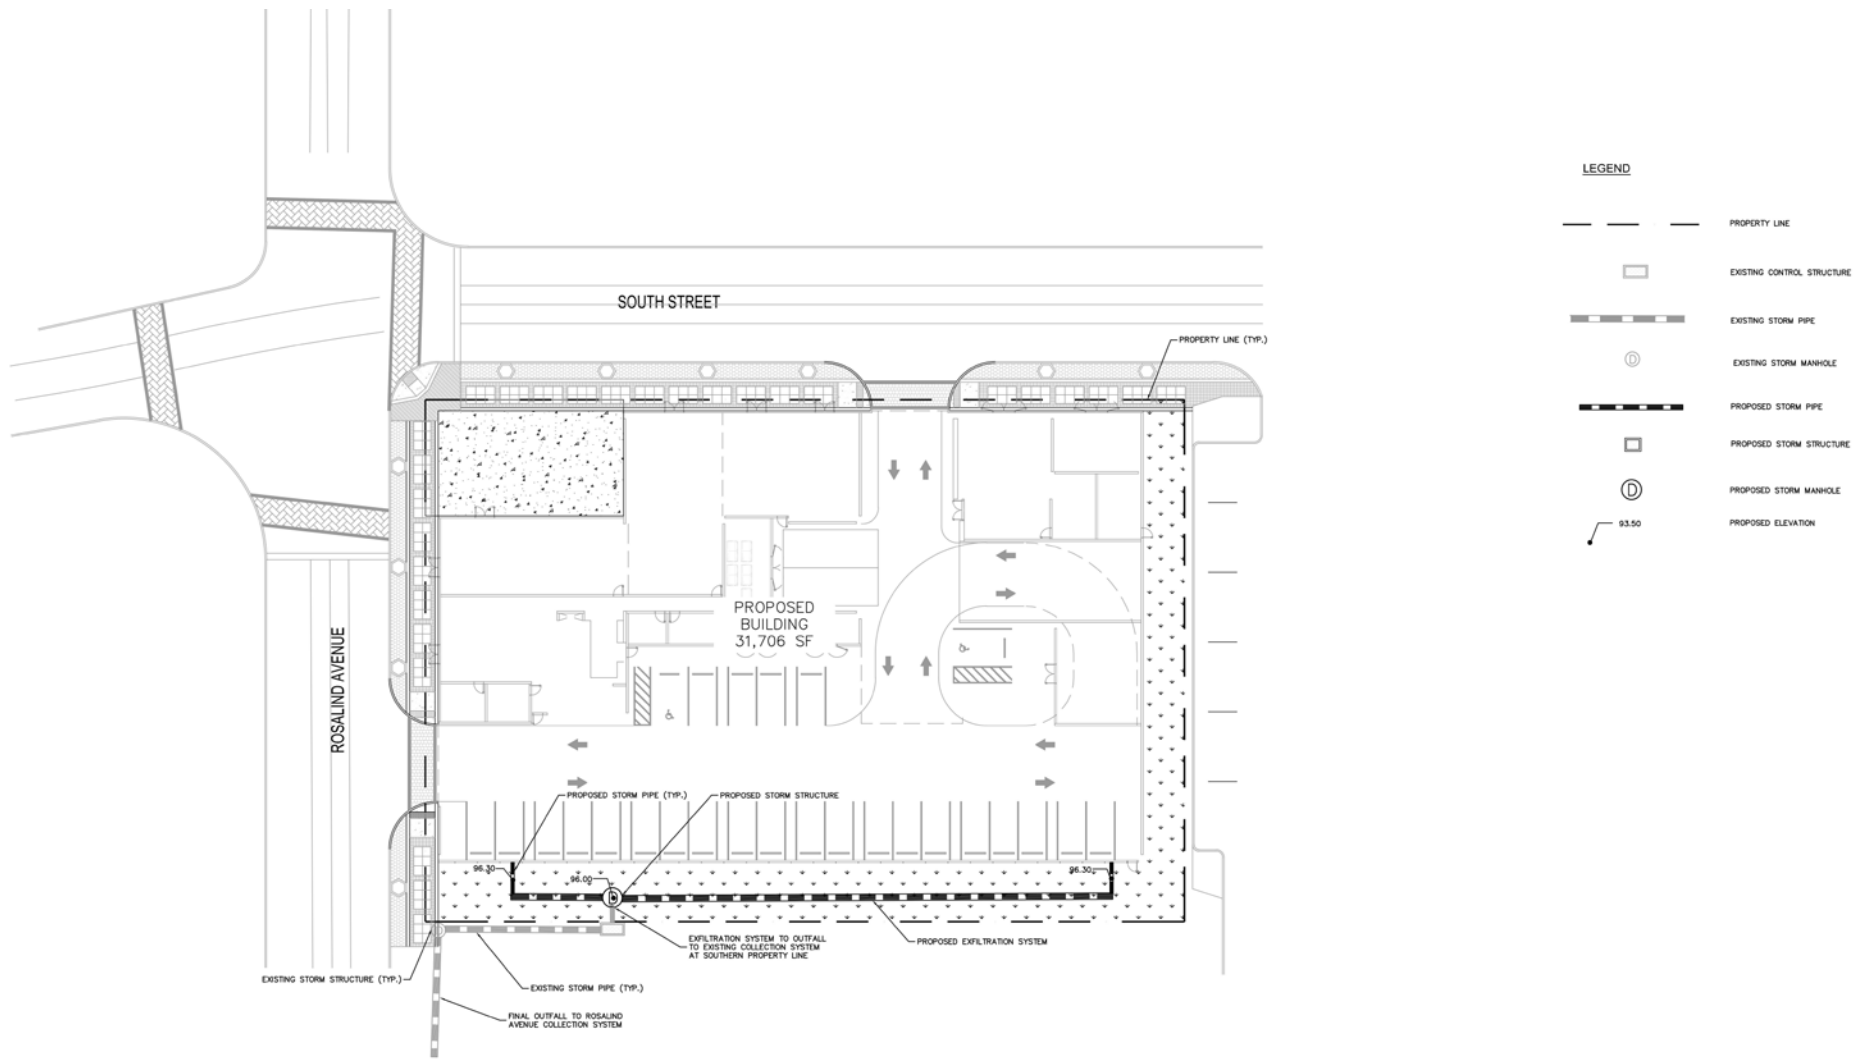 LEGEND
PROPERTY LINE
EXISTING CONTROL STRUCTURE
EXISTING STORM PIPE
D
EXISTING STORM MANHOLE
PROPOSED STORM PIPE
PROPOSED STORM STRUCTURE
D
PROPOSED STORM MANHOLE
93.50
PROPOSED ELEVATION
SOUTH STREET
PROPERTY LINE (TYP.)
PROPOSED
BUILDING
31,706 SF
ROSALIND AVENUE
PROPOSED STORM PIPE (TYP.)
PROPOSED STORM STRUCTURE
96.30
96.00
96.30
D
EXFILTRATION SYSTEM TO OUTFALL
TO EXISTING COLLECTION SYSTEM
AT SOUTHERN PROPERTY LINE
PROPOSED EXFILTRATION SYSTEM
EXISTING STORM STRUCTURE (TYP.)
EXISTING STORM PIPE (TYP.)
FINAL OUTFALL TO ROSALIND
AVENUE COLLECTION SYSTEM